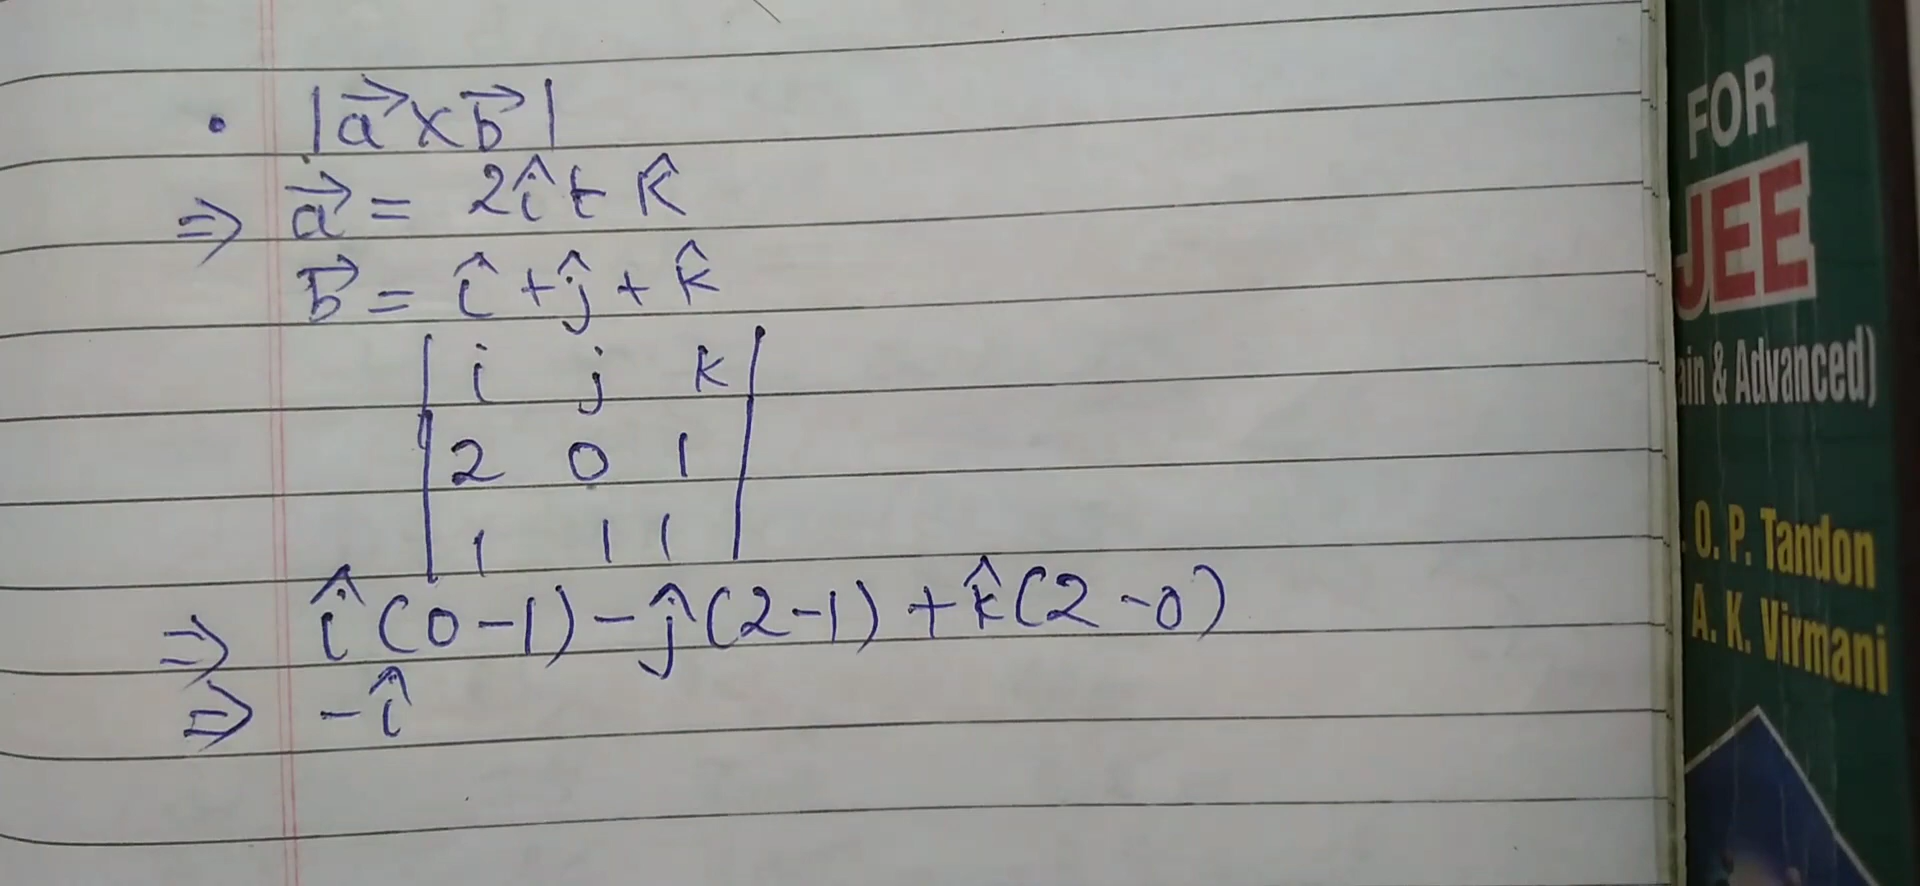 • |a⃗ × b⃗|
⇒ a⃗ = 2î + k̂
b⃗ = î + ĵ + k̂
| i j k |
| 2 0 1 |
| 1 1 1 |
⇒ î(0-1) - ĵ(2-1) + k̂(2-0)
⇒ -î
FOR
JEE
ain & Advanced)
. O. P. Tandon
A. K. Virmani